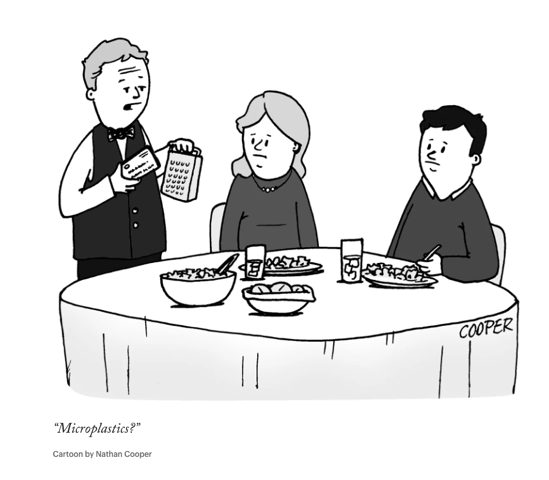 COOPER
“Microplastics?”
Cartoon by Nathan Cooper